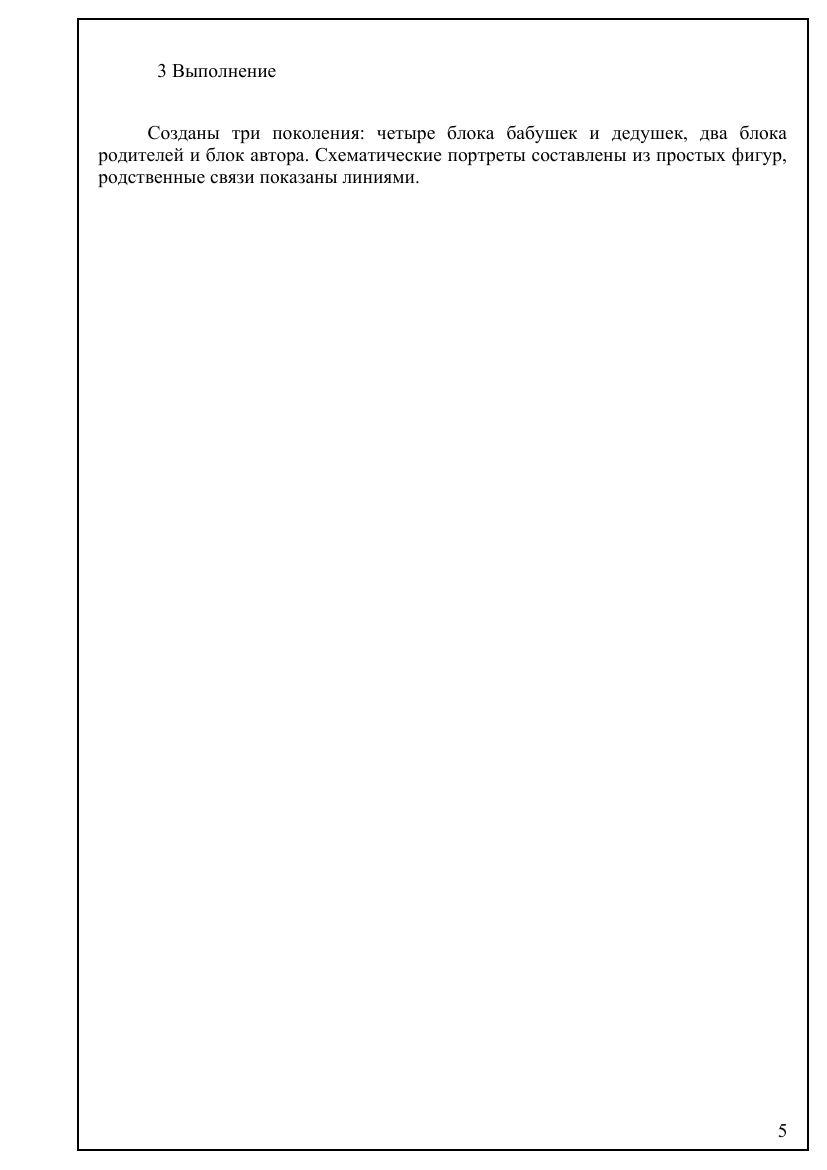 3 Выполнение
Созданы три поколения: четыре блока бабушек и дедушек, два блока
родителей и блок автора. Схематические портреты составлены из простых фигур,
родственные связи показаны линиями.
5